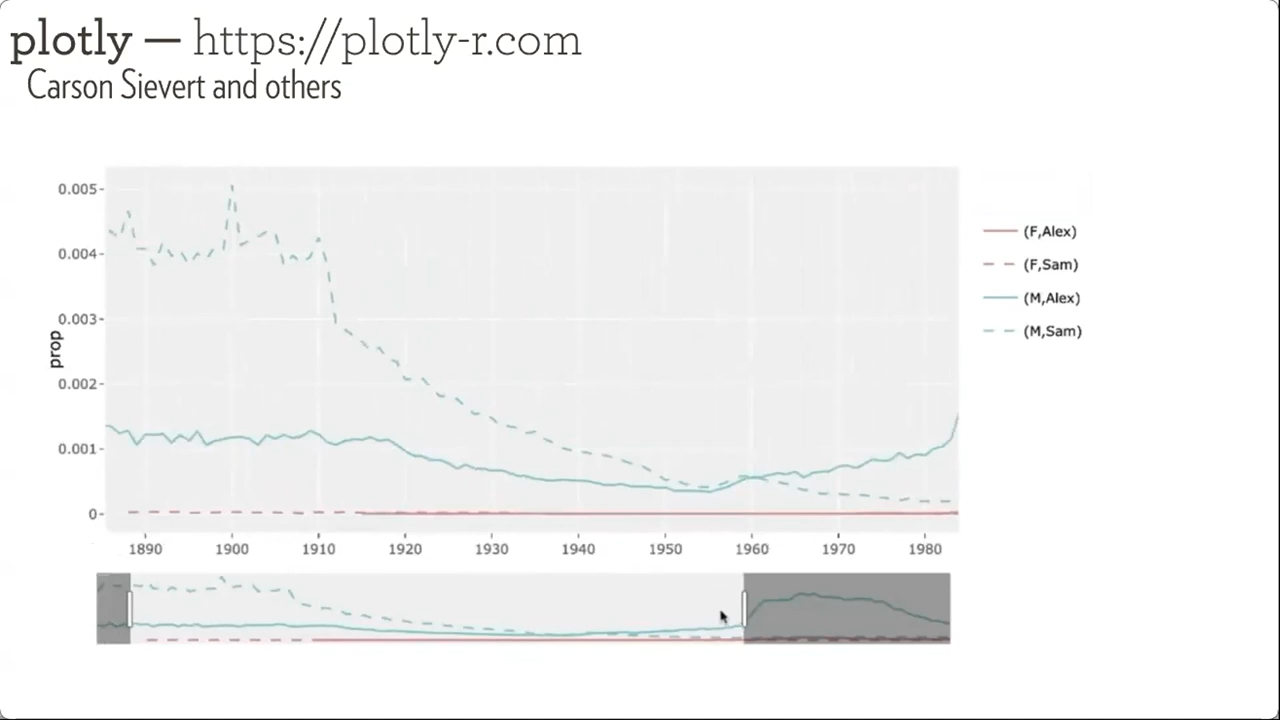 plotly — https://plotly-r.com
Carson Sievert and others
0.005
0.004
0.003
0.002
0.001
0
prop
1890 1900 1910 1920 1930 1940 1950 1960 1970 1980
(F,Alex)
(F,Sam)
(M,Alex)
(M,Sam)